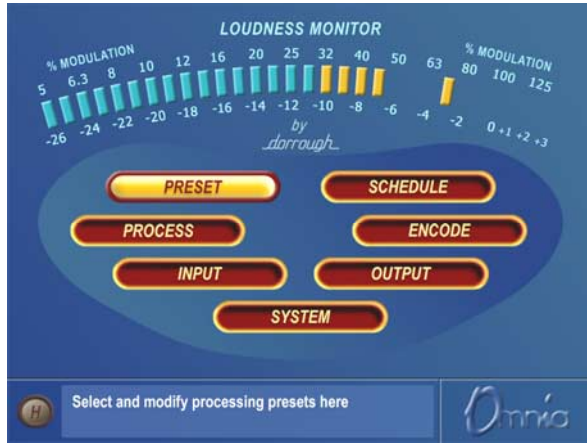 LOUDNESS MONITOR
% MODULATION
% MODULATION
5 6.3 8 10 12 16 20 25 32 40 50 63 80 100 125
-26 -24 -22 -20 -18 -16 -14 -12 -10 -8 -6 -4 -2 0 +1 +2 +3
by
dorrough
PRESET
SCHEDULE
PROCESS
ENCODE
INPUT
OUTPUT
SYSTEM
H
Select and modify processing presets here
Omnia